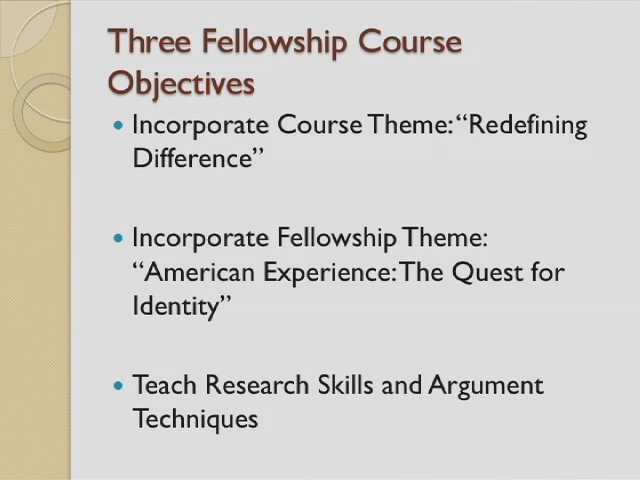 Three Fellowship Course
Objectives
• Incorporate Course Theme: “Redefining
Difference”
• Incorporate Fellowship Theme:
“American Experience: The Quest for
Identity”
• Teach Research Skills and Argument
Techniques